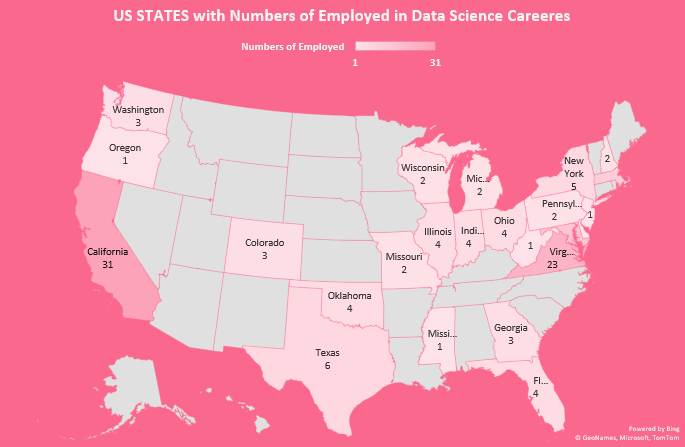 US STATES with Numbers of Employed in Data Science Careeres
Numbers of Employed
1 31
Washington
3
Oregon
1
California
31
Colorado
3
Texas
6
Oklahoma
4
Missouri
2
Wisconsin
2
Mic...
2
Illinois
4
Indi...
4
Ohio
4
Missi...
1
Georgia
3
Fl...
4
1
Virg...
23
Pennsyl...
2
1
New
York
5
2
Powered by Bing
© GeoNames, Microsoft, TomTom